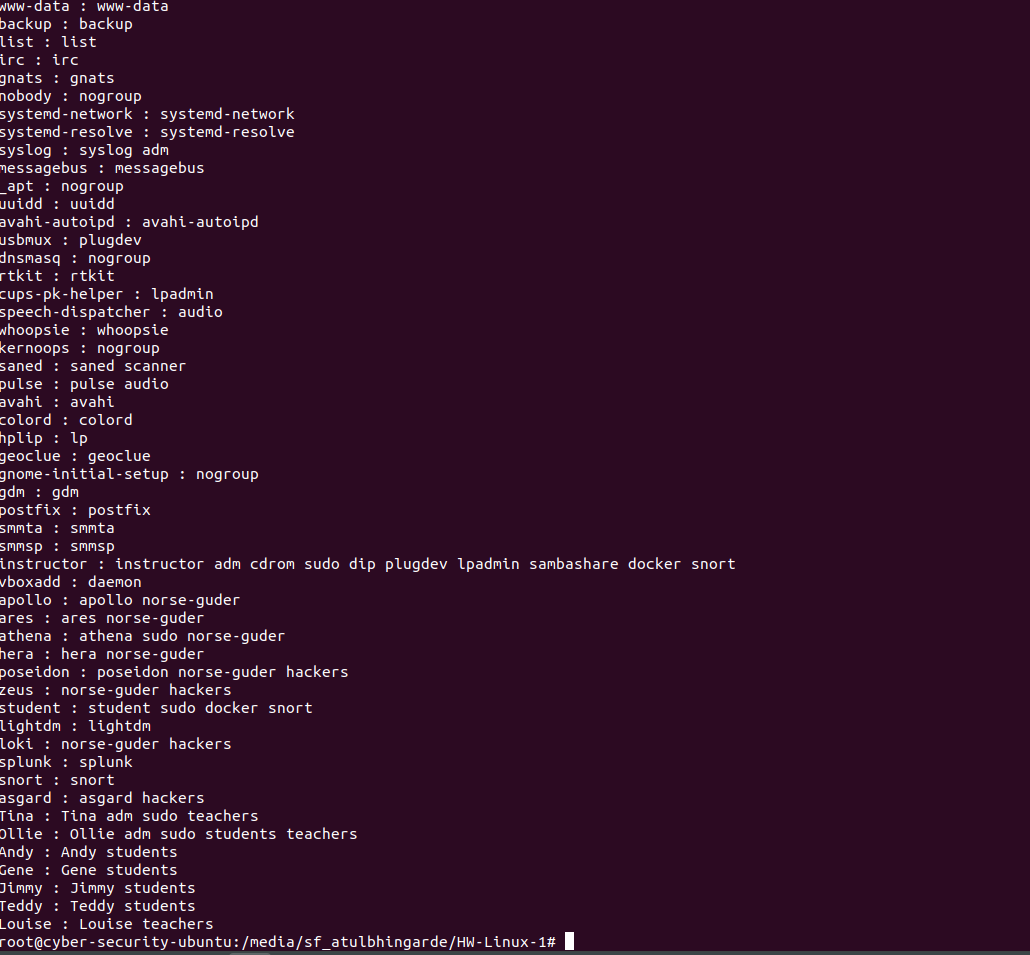 www-data : www-data
backup : backup
list : list
irc : irc
gnats : gnats
nobody : nogroup
systemd-network : systemd-network
systemd-resolve : systemd-resolve
syslog : syslog adm
messagebus : messagebus
_apt : nogroup
uuidd : uuidd
avahi-autoipd : avahi-autoipd
usbmux : plugdev
dnsmasq : nogroup
rtkit : rtkit
cups-pk-helper : lpadmin
speech-dispatcher : audio
whoopsie : whoopsie
kernoops : nogroup
saned : saned scanner
pulse : pulse audio
avahi : avahi
colord : colord
hplip : lp
geoclue : geoclue
gnome-initial-setup : nogroup
gdm : gdm
postfix : postfix
smmta : smmta
smmsp : smmsp
instructor : instructor adm cdrom sudo dip plugdev lpadmin sambashare docker snort
vboxadd : daemon
apollo : apollo norse-guder
ares : ares norse-guder
athena : athena sudo norse-guder
hera : hera norse-guder
poseidon : poseidon norse-guder hackers
zeus : norse-guder hackers
student : student sudo docker snort
lightdm : lightdm
loki : norse-guder hackers
splunk : splunk
snort : snort
asgard : asgard hackers
Tina : Tina adm sudo teachers
Ollie : Ollie adm sudo students teachers
Andy : Andy students
Gene : Gene students
Jimmy : Jimmy students
Teddy : Teddy students
Louise : Louise teachers
root@cyber-security-ubuntu:/media/sf_atulbhingarde/HW-Linux-1#